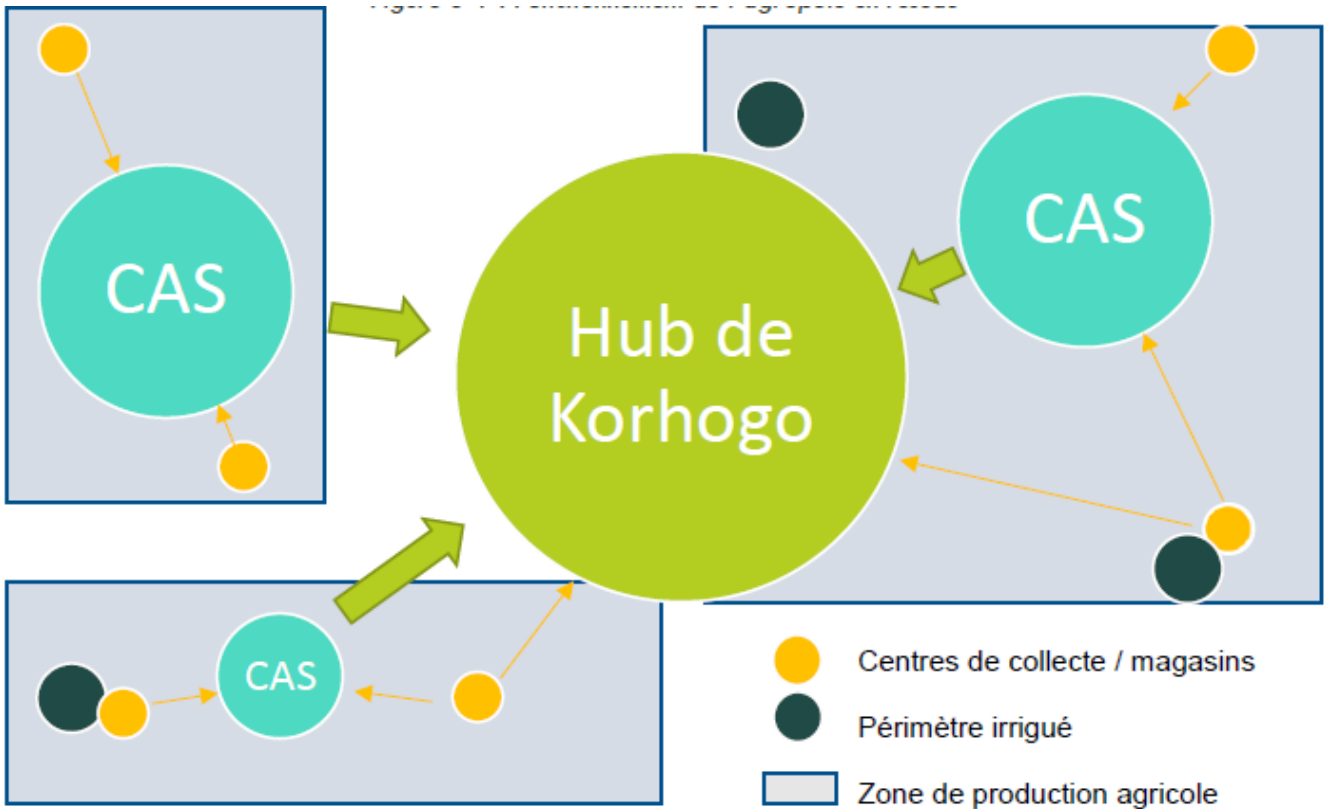 CAS
CAS
Hub de
Korhogo
CAS
Centres de collecte / magasins
Périmètre irrigué
Zone de production agricole